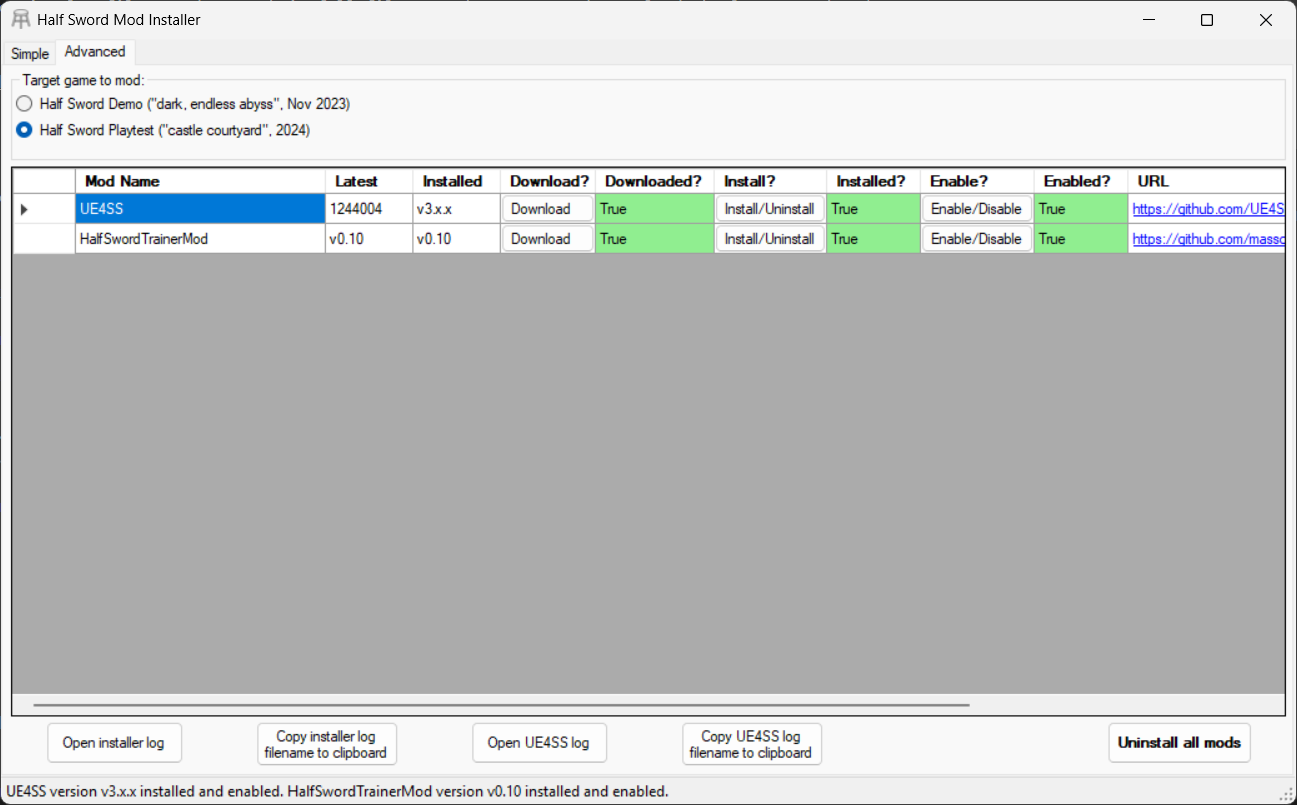 Half Sword Mod Installer
Simple Advanced
Target game to mod:
Half Sword Demo ("dark, endless abyss", Nov 2023)
Half Sword Playtest ("castle courtyard", 2024)
Mod Name Latest Installed Download? Downloaded? Install? Installed? Enable? Enabled? URL
UE4SS 1244004 v3.x.x Download True Install/Uninstall True Enable/Disable True https://github.com/UE4S
HalfSwordTrainerMod v0.10 v0.10 Download True Install/Uninstall True Enable/Disable True https://github.com/massc
Open installer log
Copy installer log
filename to clipboard
Open UE4SS log
Copy UE4SS log
filename to clipboard
Uninstall all mods
UE4SS version v3.x.x installed and enabled. HalfSwordTrainerMod version v0.10 installed and enabled.